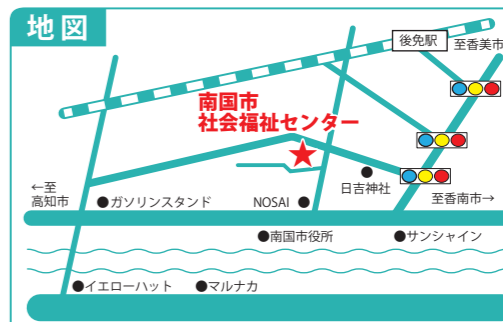 地図
後免駅
至香美市
南国市
社会福祉センター
日吉神社
←至
高知市
●ガソリンスタンド
NOSAI●
至香南市→
●南国市役所
●サンシャイン
●イエローハット
●マルナカ